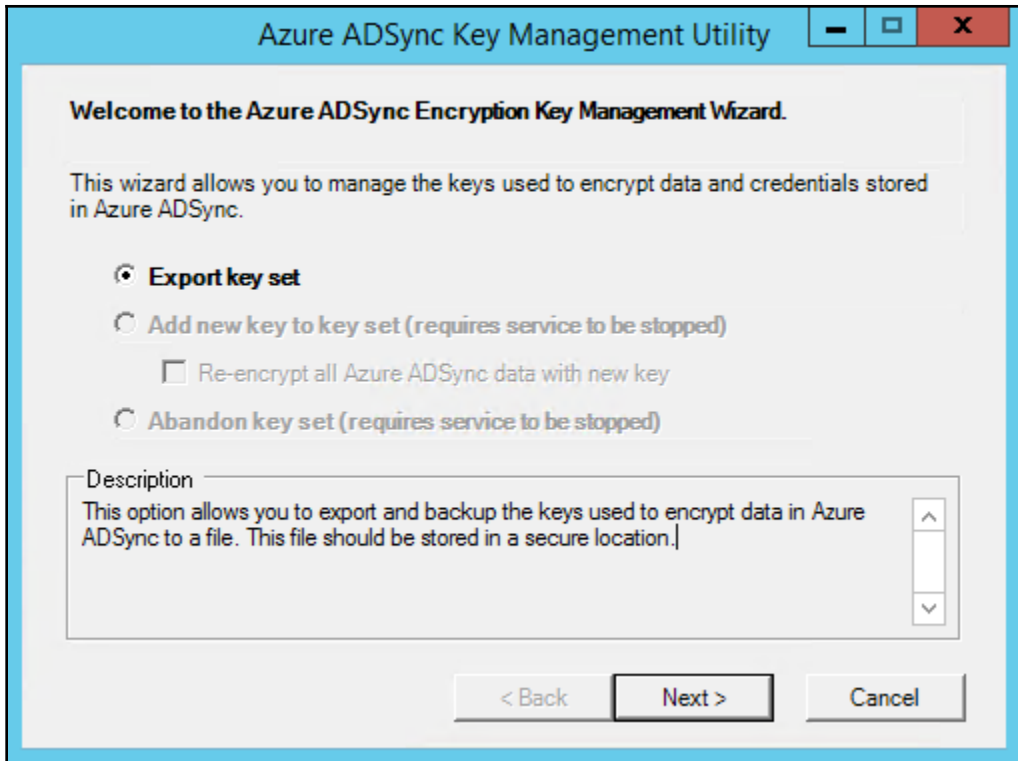 Azure ADSync Key Management Utility
Welcome to the Azure ADSync Encryption Key Management Wizard.
This wizard allows you to manage the keys used to encrypt data and credentials stored
in Azure ADSync.
Export key set
Add new key to key set (requires service to be stopped)
Re-encrypt all Azure ADSync data with new key
Abandon key set (requires service to be stopped)
Description
This option allows you to export and backup the keys used to encrypt data in Azure
ADSync to a file. This file should be stored in a secure location.
< Back Next > Cancel